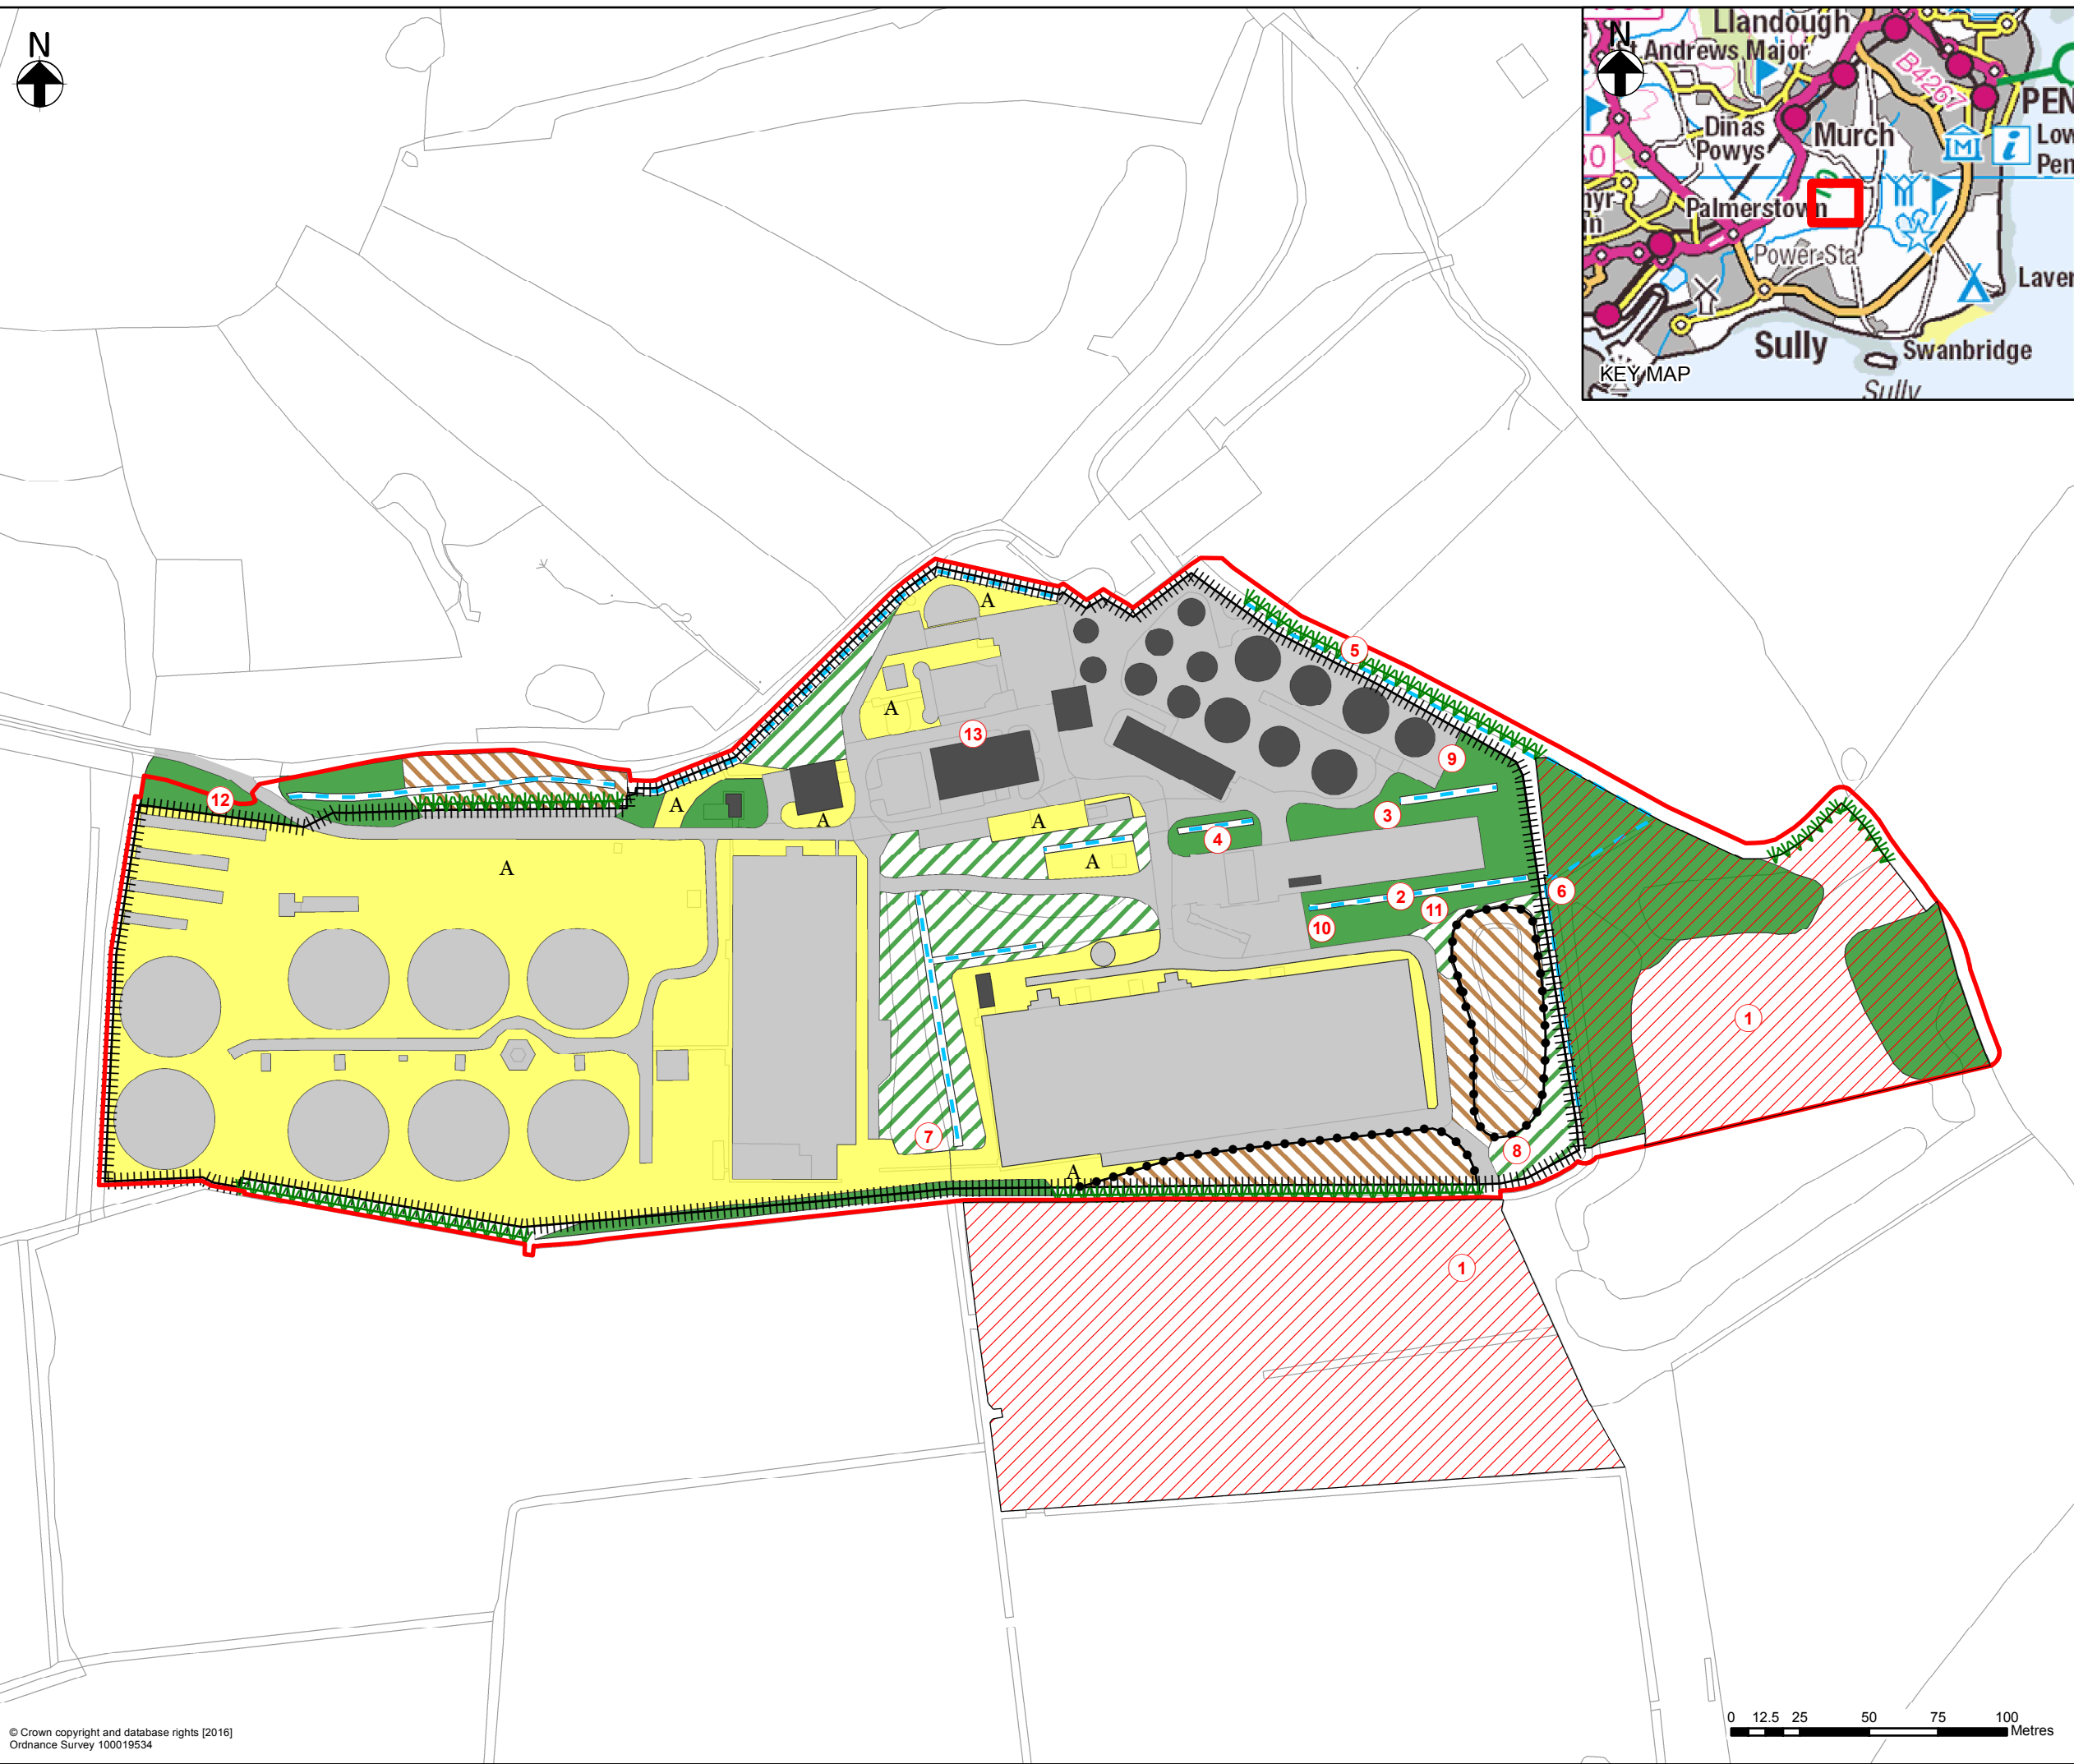 N
N
Llandough
St Andrews Major
B4267
PEN
Dinas
Powys
Murch
M
i
Low
Pen
Palmerstown
Power Sta
Laver
Sully
Swanbridge
KEY MAP
Sully
A
5
A
13
9
12
A
A
A
3
4
A
A
6
2
11
10
1
7
8
A
1
0 12.5 25 50 75 100
Metres
© Crown copyright and database rights [2016]
Ordnance Survey 100019534